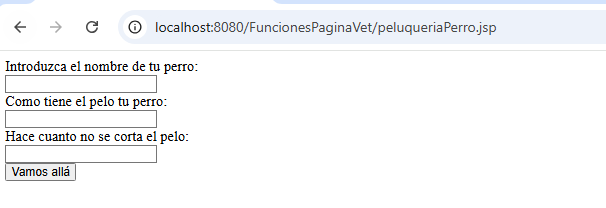 localhost:8080/FuncionesPaginaVet/peluqueriaPerro.jsp
Introduzca el nombre de tu perro:
Como tiene el pelo tu perro:
Hace cuanto no se corta el pelo:
Vamos allá